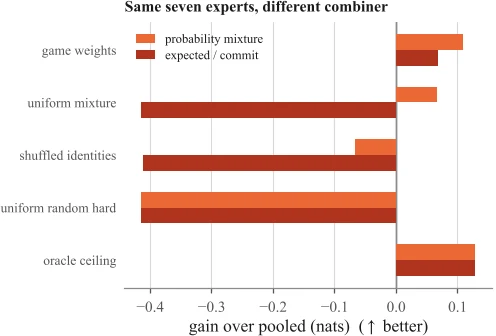 Same seven experts, different combiner
probability mixture
expected / commit
game weights
uniform mixture
shuffled identities
uniform random hard
oracle ceiling
−0.4 −0.3 −0.2 −0.1 0.0 0.1
gain over pooled (nats) (↑ better)